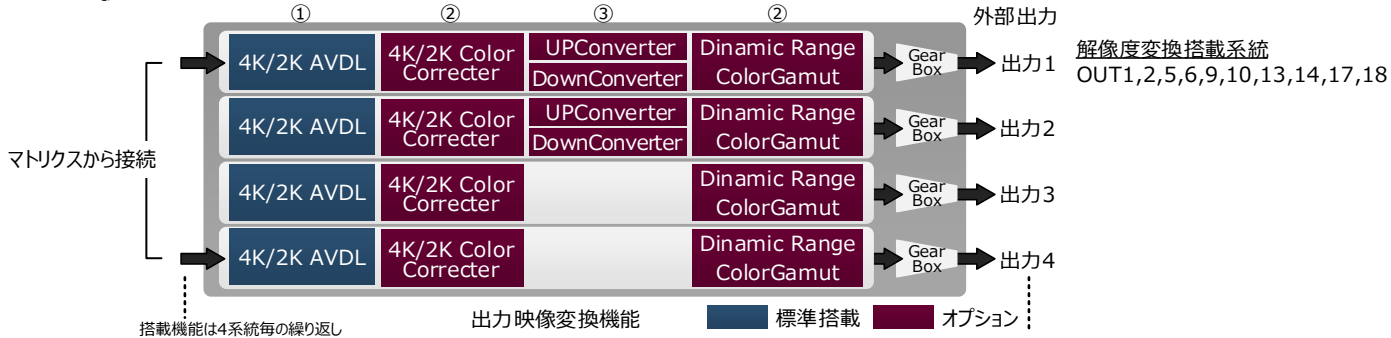 ① ② ③ ② 外部出力
4K/2K AVDL 4K/2K Color Correcter UPConverter DownConverter Dinamic Range ColorGamut Gear Box 出力1
解像度変換搭載系統
OUT1,2,5,6,9,10,13,14,17,18
4K/2K AVDL 4K/2K Color Correcter UPConverter DownConverter Dinamic Range ColorGamut Gear Box 出力2
マトリクスから接続
4K/2K AVDL 4K/2K Color Correcter Dinamic Range ColorGamut Gear Box 出力3
4K/2K AVDL 4K/2K Color Correcter Dinamic Range ColorGamut Gear Box 出力4
搭載機能は4系統毎の繰り返し
出力映像変換機能 標準搭載 オプション